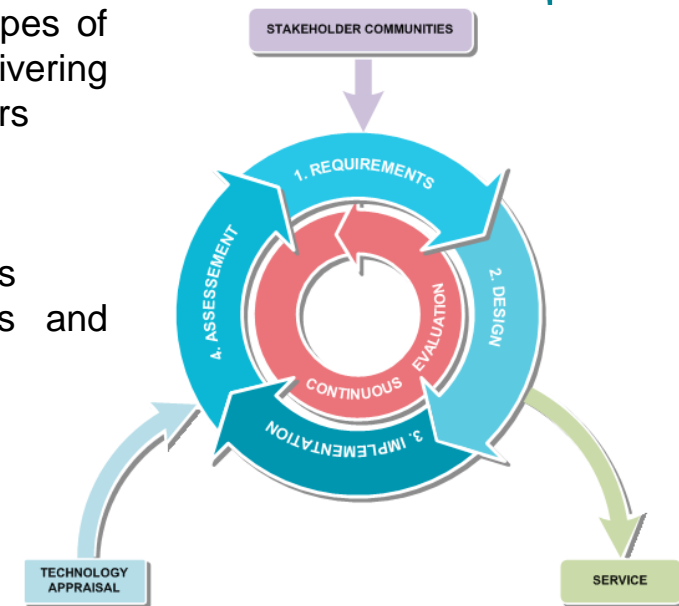 pes of
ivering
rs
s
s and
STAKEHOLDER COMMUNITIES
1. REQUIREMENTS
2. DESIGN
3. IMPLEMENTATION
4. ASSESSEMENT
CONTINUOUS EVALUATION
TECHNOLOGY
APPRAISAL
SERVICE